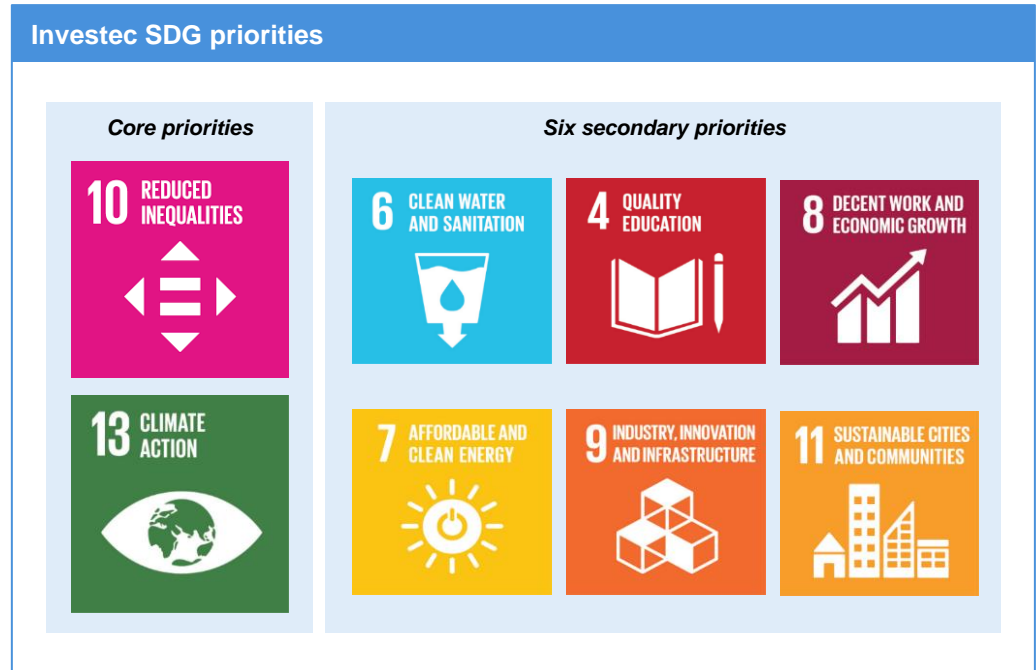 Investec SDG priorities
Core priorities
10 REDUCED
INEQUALITIES
13 CLIMATE
ACTION
Six secondary priorities
6 CLEAN WATER
AND SANITATION
4 QUALITY
EDUCATION
8 DECENT WORK AND
ECONOMIC GROWTH
7 AFFORDABLE AND
CLEAN ENERGY
9 INDUSTRY, INNOVATION
AND INFRASTRUCTURE
11 SUSTAINABLE CITIES
AND COMMUNITIES